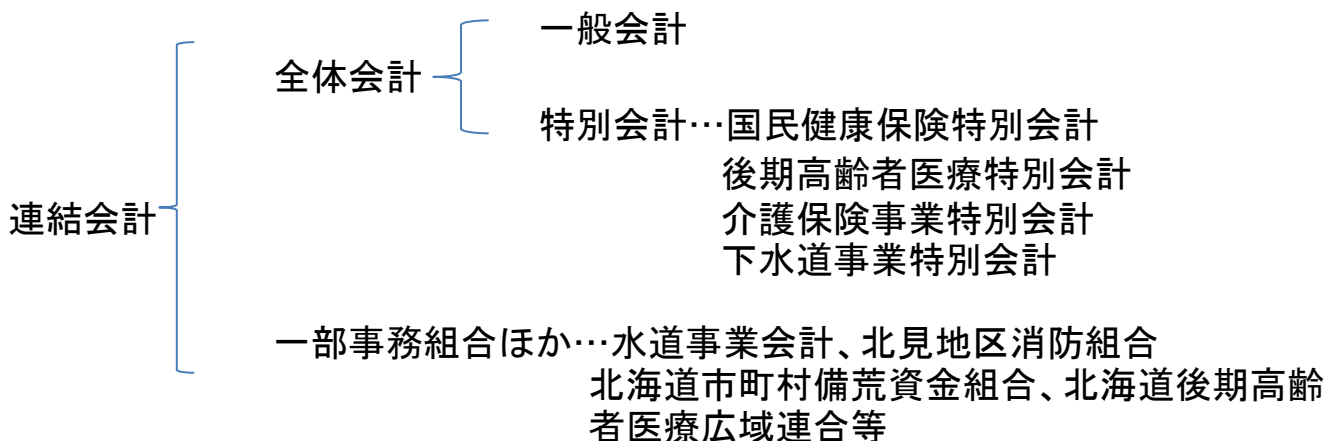 一般会計
全体会計
特別会計…国民健康保険特別会計
後期高齢者医療特別会計
介護保険事業特別会計
連結会計
下水道事業特別会計
一部事務組合ほか…水道事業会計、北見地区消防組合
北海道市町村備荒資金組合、北海道後期高齢
者医療広域連合等